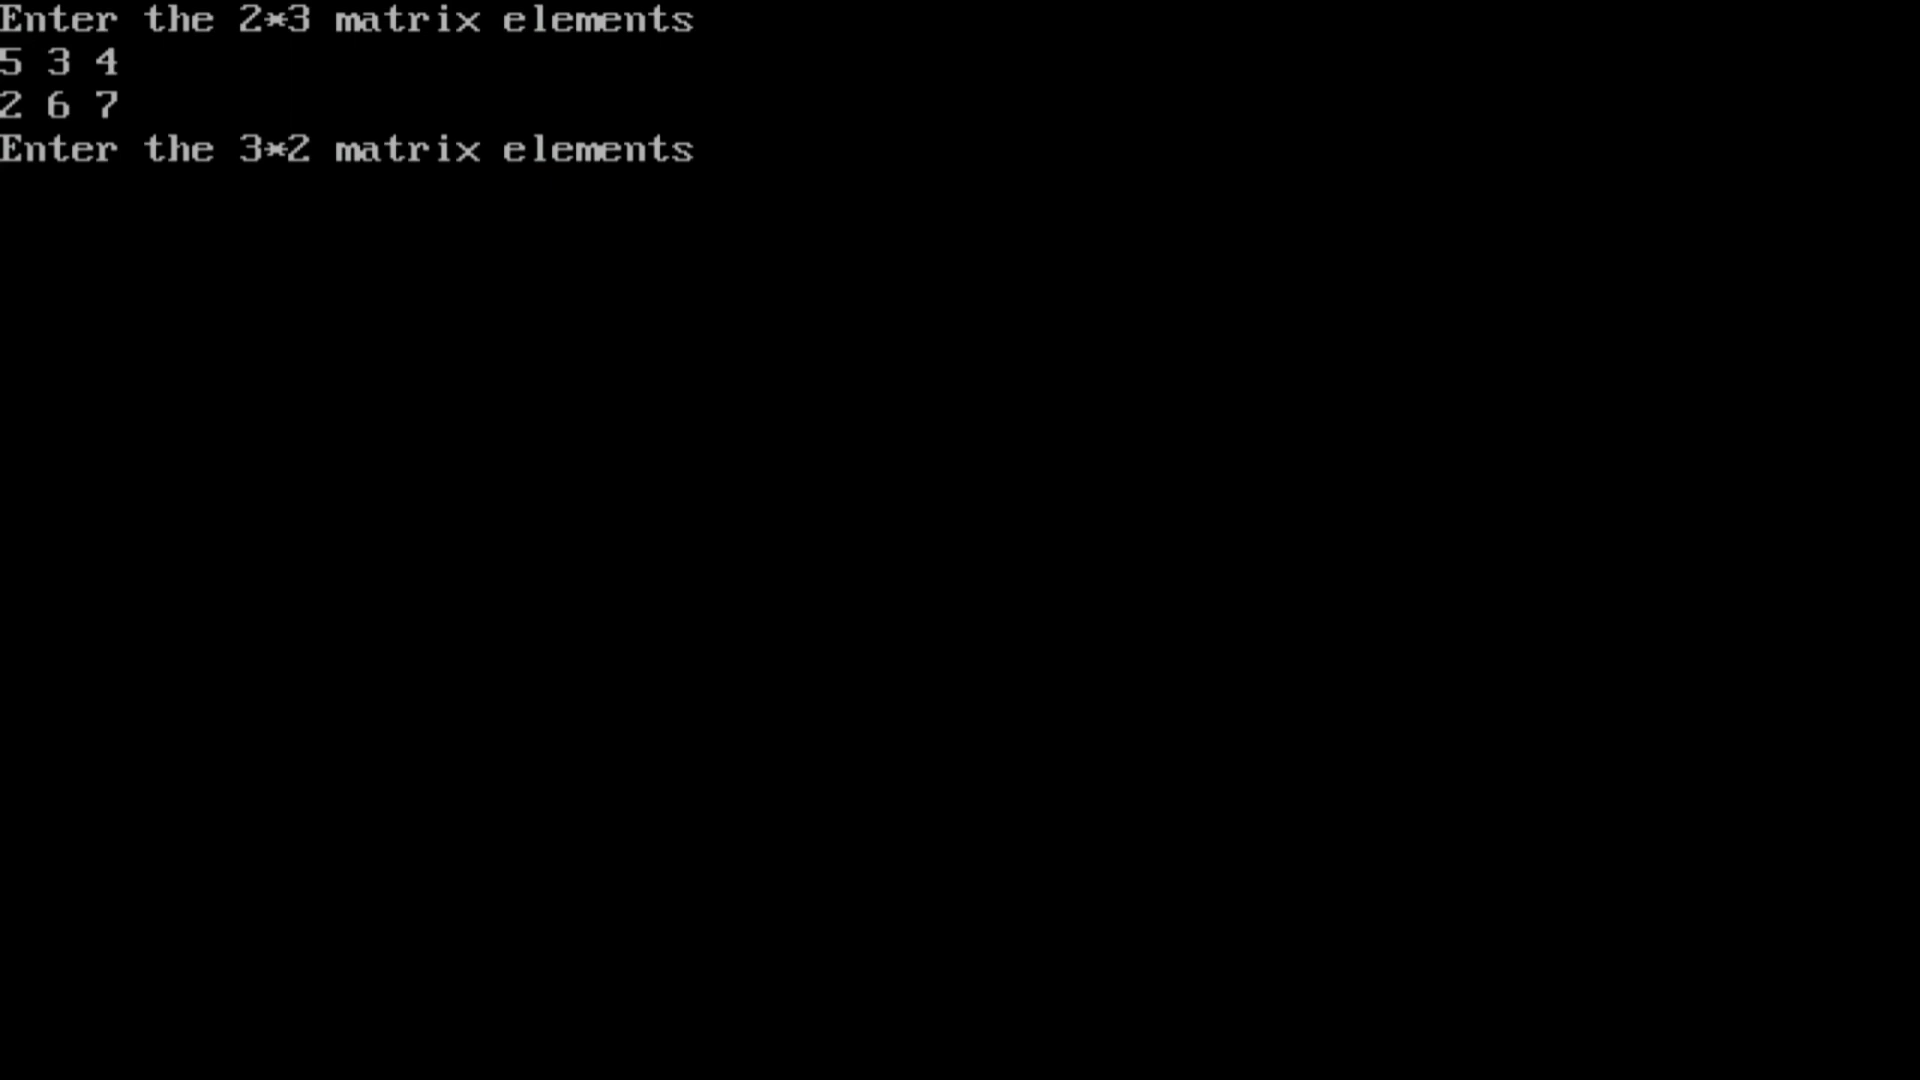 Enter the 2*3 matrix elements
5 3 4
2 6 7
Enter the 3*2 matrix elements